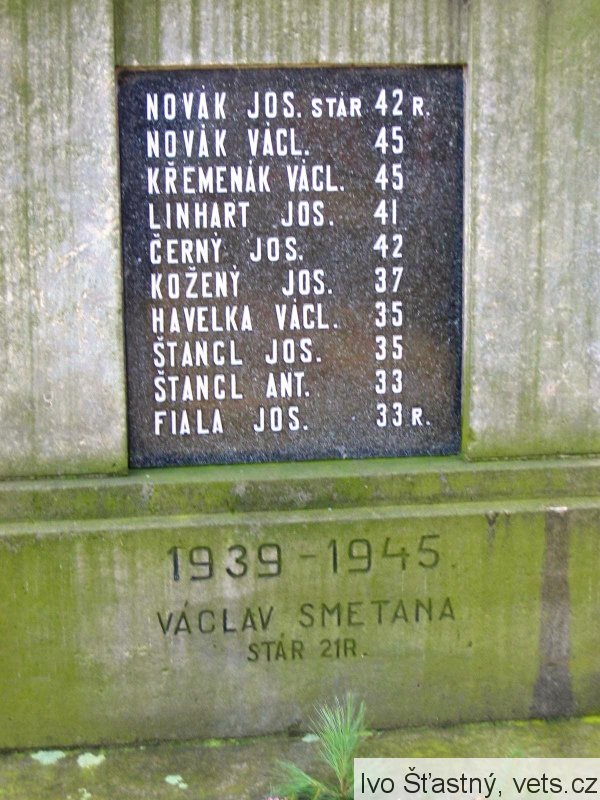 NOVÁK JOS. STÁR 42 R.
NOVÁK VÁCL. 45
KŘEMENÁK VÁCL. 45
LINHART JOS. 41
ČERNÝ JOS. 42
KOŽENÝ JOS. 37
HAVELKA VÁCL. 35
ŠTANCL JOS. 35
ŠTANCL ANT. 33
FIALA JOS. 33 R.
1939 - 1945.
VÁCLAV SMETANA
STÁR 21R.
Ivo Šťastný, vets.cz